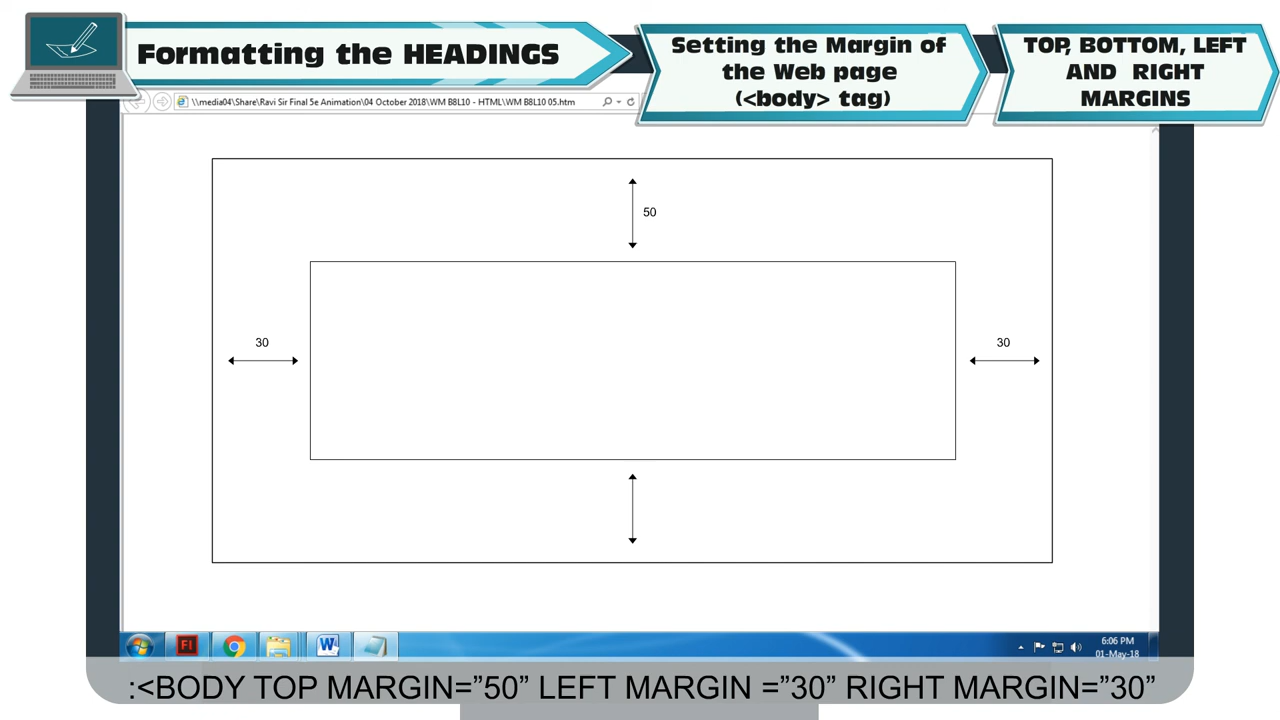 Formatting the HEADINGS
Setting the Margin of
the Web page
(<body> tag)
TOP, BOTTOM, LEFT
AND RIGHT
MARGINS
\\media04\Share\Ravi Sir Final 5e Animation\04 October 2018\WM B8L10 - HTML\WM B8L10 05.htm
50
30
30
Fl
W
6:06 PM
01-May-18
:<BODY TOP MARGIN=”50” LEFT MARGIN =”30” RIGHT MARGIN=”30”